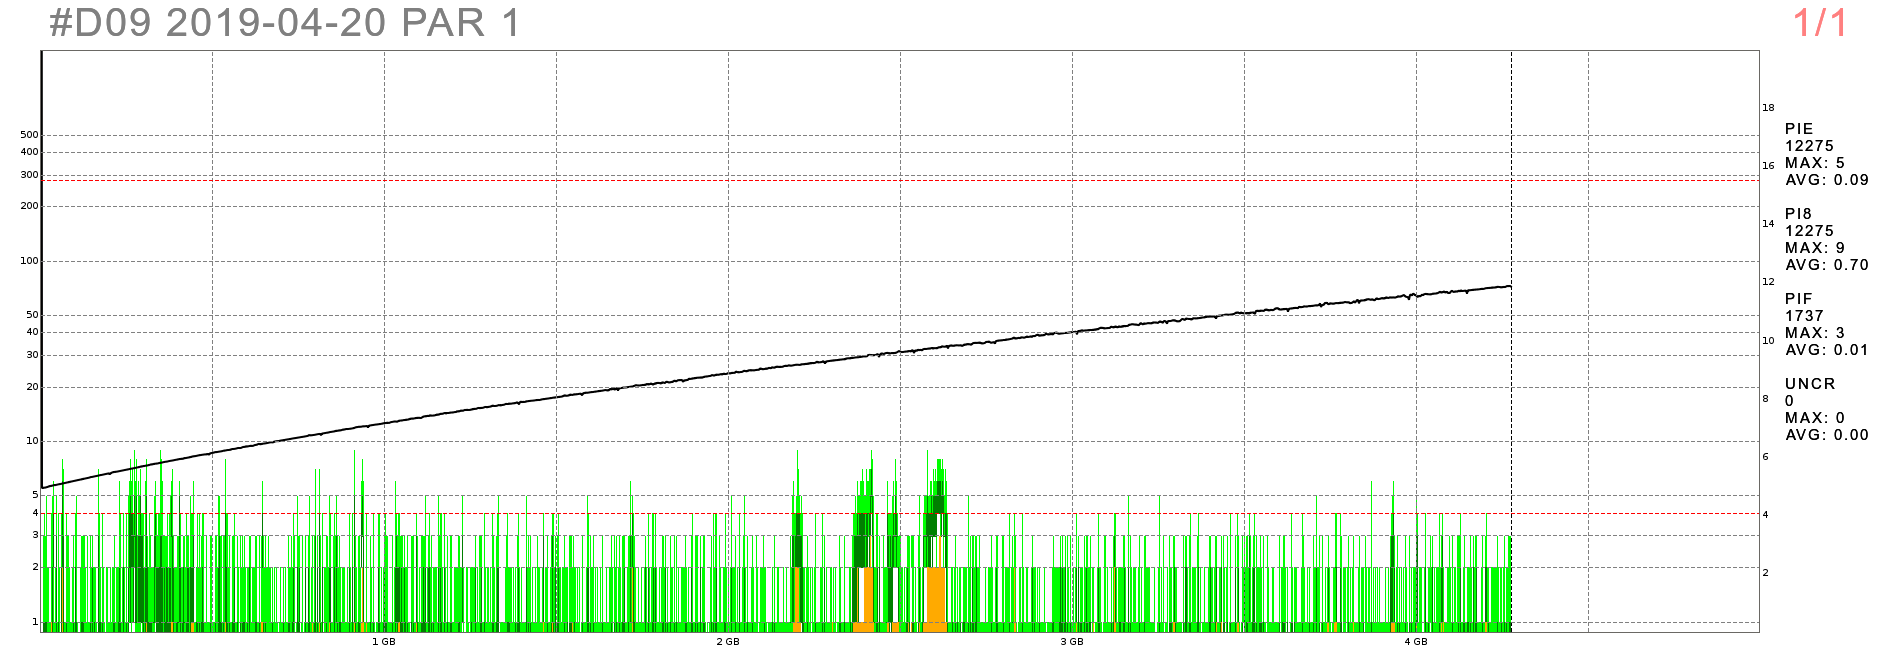 #D09 2019-04-20 PAR 1
1/1
500
400
300
200
100
50
40
30
20
10
5
4
3
2
1
18
16
14
12
10
8
6
4
2
1 GB
2 GB
3 GB
4 GB
PIE
12275
MAX: 5
AVG: 0.09
PI8
12275
MAX: 9
AVG: 0.70
PIF
1737
MAX: 3
AVG: 0.01
UNCR
0
MAX: 0
AVG: 0.00